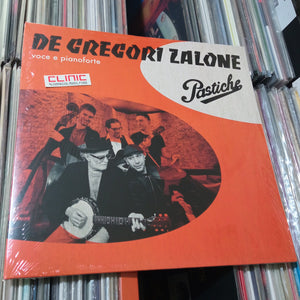 DE GREGORI ZALONE
voce e pianoforte
CLINIC
Pastiche